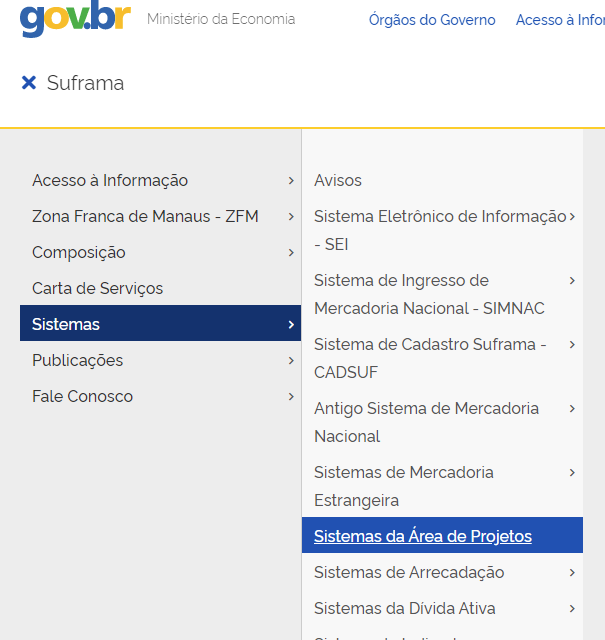 gov.br
Ministério da Economia
Órgãos do Governo
Acesso à Infor
Suframa
Acesso à Informação
Zona Franca de Manaus - ZFM
Composição
Carta de Serviços
Sistemas
Publicações
Fale Conosco
Avisos
Sistema Eletrônico de Informação
- SEI
Sistema de Ingresso de
Mercadoria Nacional - SIMNAC
Sistema de Cadastro Suframa -
CADSUF
Antigo Sistema de Mercadoria
Nacional
Sistemas de Mercadoria
Estrangeira
Sistemas da Área de Projetos
Sistemas de Arrecadação
Sistemas da Dívida Ativa